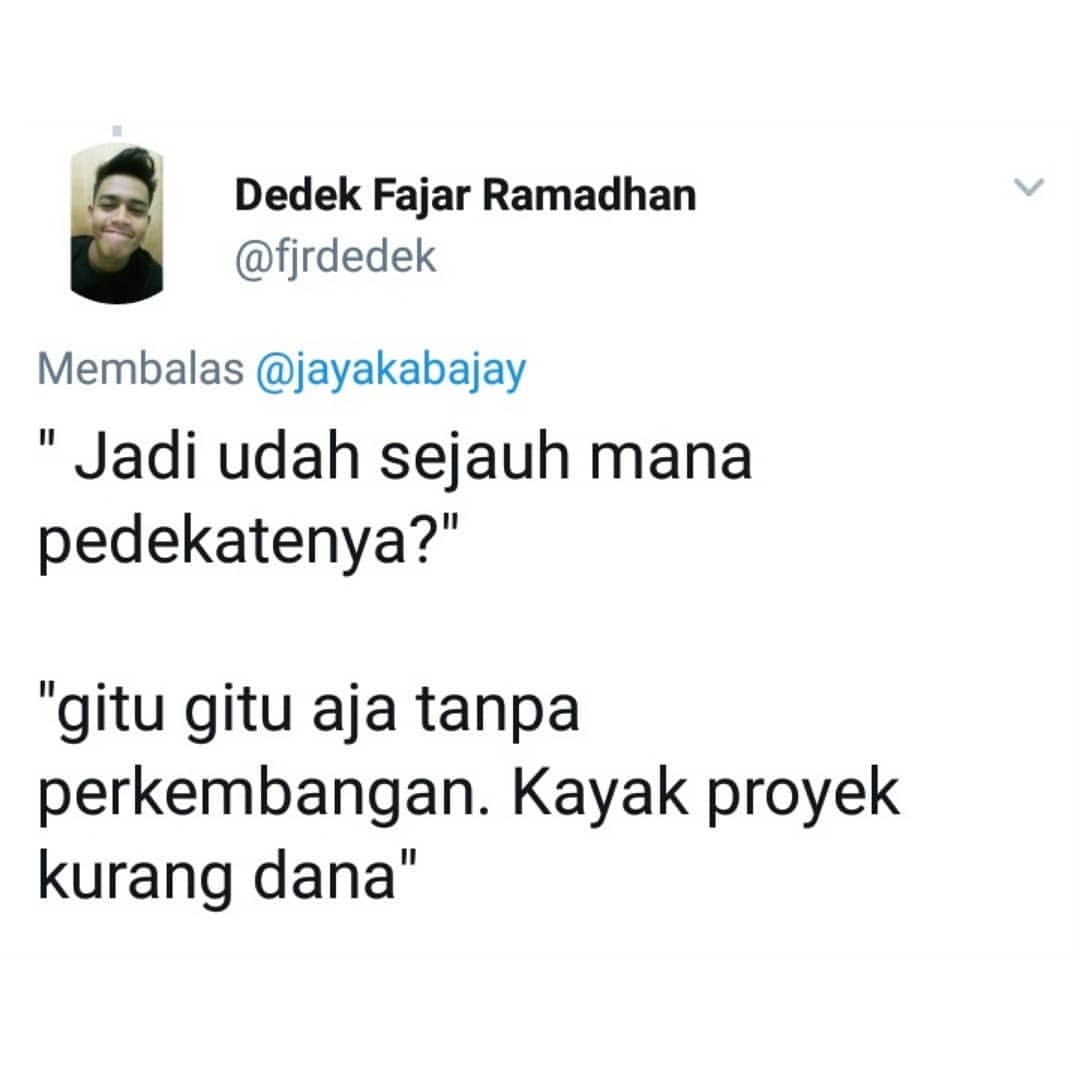 Dedek Fajar Ramadhan
@fjrdedek
Membalas @jayakabajay
" Jadi udah sejauh mana
pedekatenya?"
"gitu gitu aja tanpa
perkembangan. Kayak proyek
kurang dana"